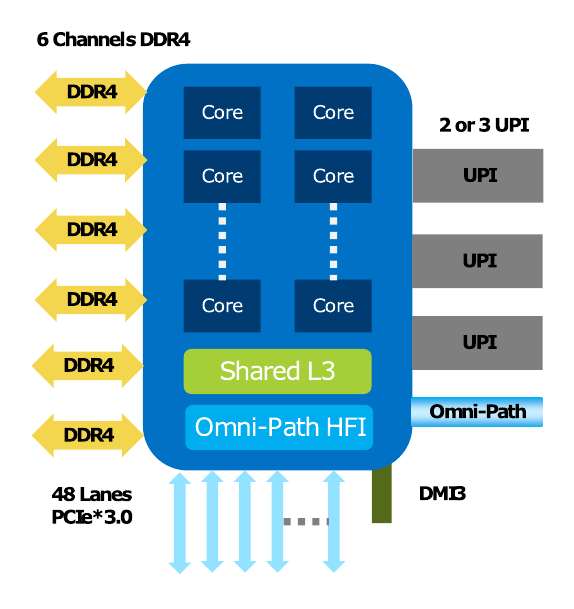 6 Channels DDR4
DDR4
DDR4
DDR4
DDR4
DDR4
DDR4
Core
Core
Core
Core
Core
Core
Shared L3
Omni-Path HFI
2 or 3 UPI
UPI
UPI
UPI
Omni-Path
48 Lanes
PCIe* 3.0
DMI3